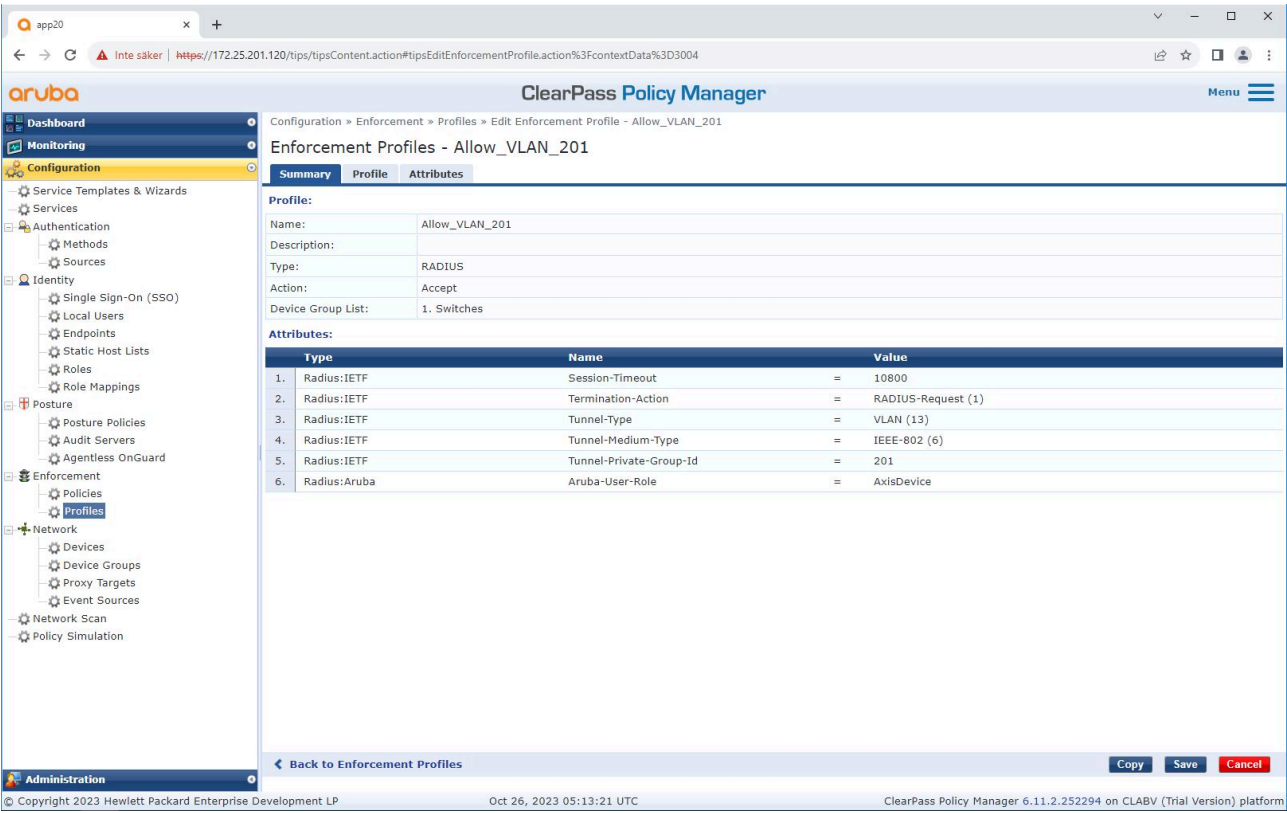 app20
Inte säker | https://172.25.201.120/tips/tipsContent.action#tipsEditEnforcementProfile.action%3FcontextData%3D3004
aruba
ClearPass Policy Manager
Menu
Dashboard
Monitoring
Configuration
Service Templates & Wizards
Services
Authentication
Methods
Sources
Identity
Single Sign-On (SSO)
Local Users
Endpoints
Static Host Lists
Roles
Role Mappings
Posture
Posture Policies
Audit Servers
Agentless OnGuard
Enforcement
Policies
Profiles
Network
Devices
Device Groups
Proxy Targets
Event Sources
Network Scan
Policy Simulation
Administration
Configuration » Enforcement » Profiles » Edit Enforcement Profile - Allow_VLAN_201
Enforcement Profiles - Allow_VLAN_201
Summary Profile Attributes
Profile:
Name: Allow_VLAN_201
Description:
Type: RADIUS
Action: Accept
Device Group List: 1. Switches
Attributes:
Type Name Value
1. Radius:IETF Session-Timeout = 10800
2. Radius:IETF Termination-Action = RADIUS-Request (1)
3. Radius:IETF Tunnel-Type = VLAN (13)
4. Radius:IETF Tunnel-Medium-Type = IEEE-802 (6)
5. Radius:IETF Tunnel-Private-Group-Id = 201
6. Radius:Aruba Aruba-User-Role = AxisDevice
Back to Enforcement Profiles Copy Save Cancel
© Copyright 2023 Hewlett Packard Enterprise Development LP Oct 26, 2023 05:13:21 UTC ClearPass Policy Manager 6.11.2.252294 on CLABV (Trial Version) platform